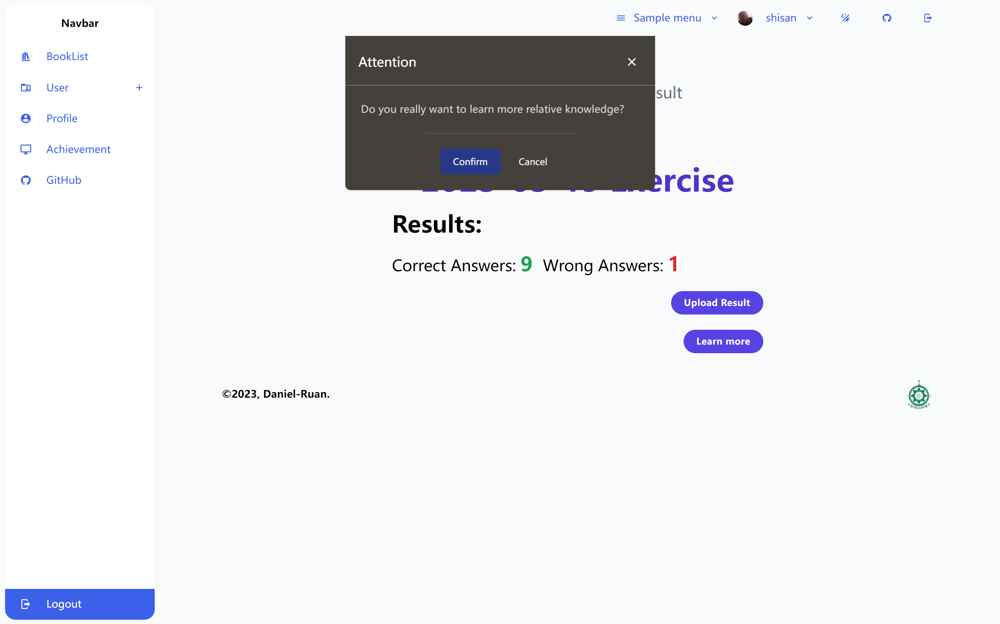 Navbar
BookList
User
Profile
Achievement
GitHub
Logout
Sample menu
shisan
Attention
Do you really want to learn more relative knowledge?
Confirm
Cancel
sult
ercise
Results:
Correct Answers: 9 Wrong Answers: 1
Upload Result
Learn more
©2023, Daniel-Ruan.